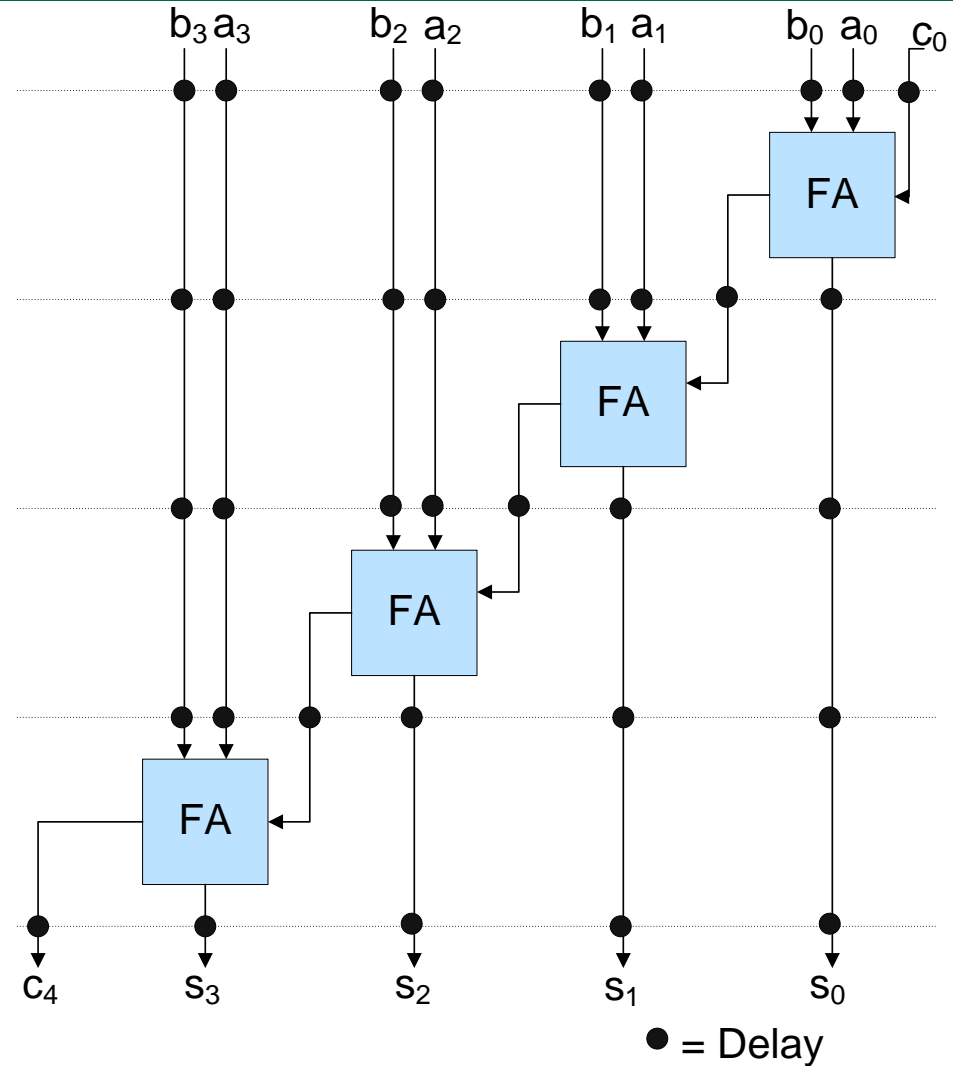 b₃ a₃ b₂ a₂ b₁ a₁ b₀ a₀ c₀
FA
FA
FA
FA
c₄ s₃ s₂ s₁ s₀
= Delay